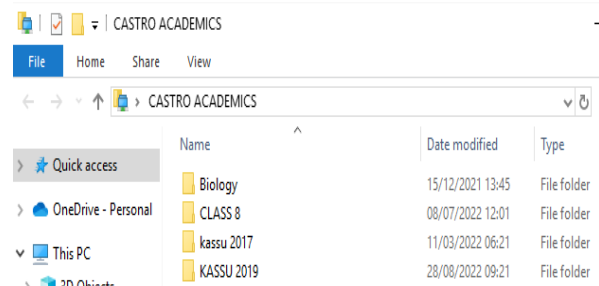 CASTRO ACADEMICS
File Home Share View
CASTRO ACADEMICS
Name Date modified Type
Quick access
Biology 15/12/2021 13:45 File folder
OneDrive - Personal
CLASS 8 08/07/2022 12:01 File folder
This PC
kassu 2017 11/03/2022 06:21 File folder
3D Objects
KASSU 2019 28/08/2022 09:21 File folder